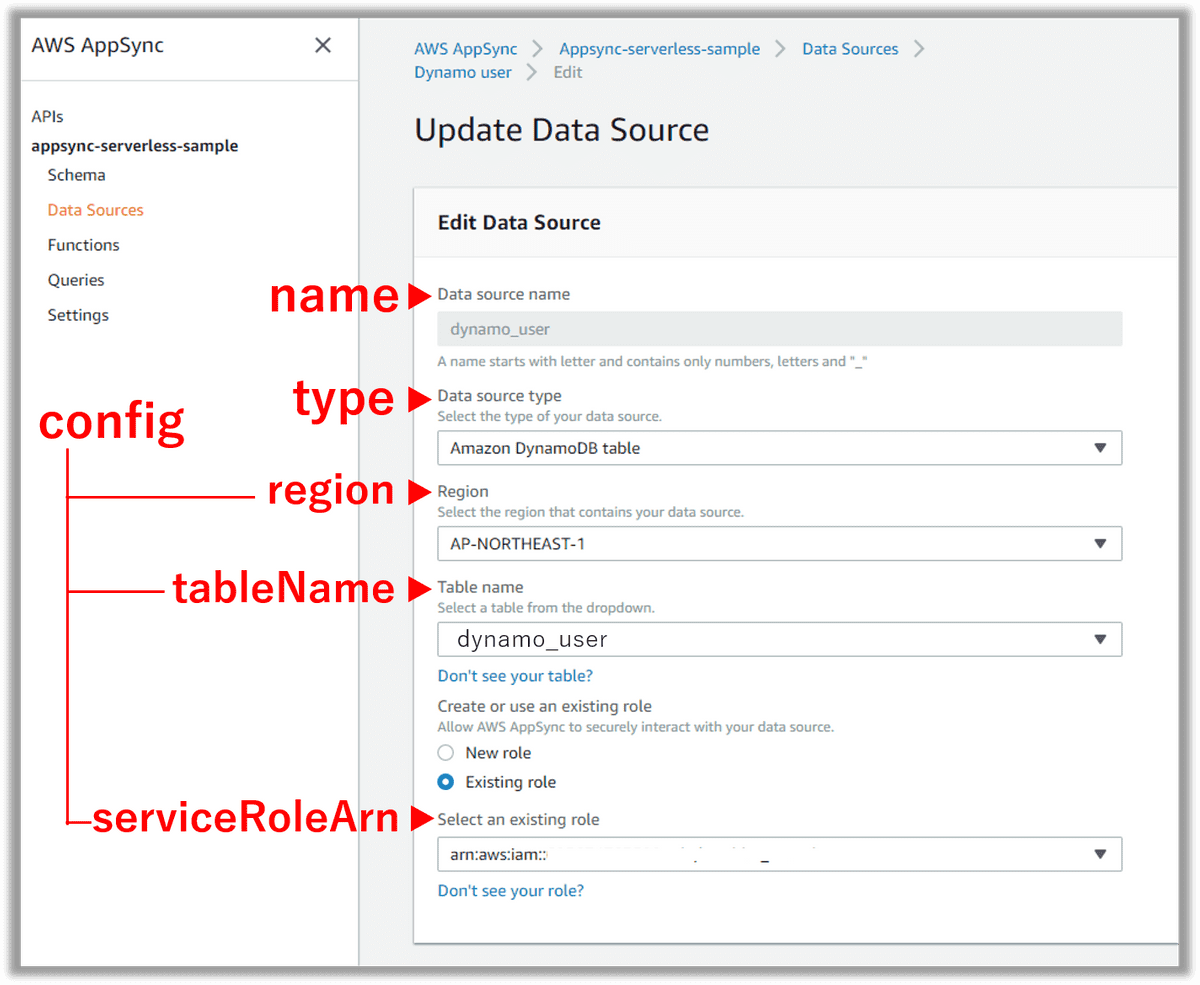 AWS AppSync
APIs
appsync-serverless-sample
Schema
Data Sources
Functions
Queries
Settings
AWS AppSync > Appsync-serverless-sample > Data Sources >
Dynamo user > Edit
Update Data Source
Edit Data Source
name
Data source name
dynamo_user
A name starts with letter and contains only numbers, letters and "_"
type
Data source type
Select the type of your data source.
Amazon DynamoDB table
config
region
Region
Select the region that contains your data source.
AP-NORTHEAST-1
tableName
Table name
Select a table from the dropdown.
dynamo_user
Don't see your table?
Create or use an existing role
Allow AWS AppSync to securely interact with your data source.
New role
Existing role
serviceRoleArn
Select an existing role
arn:aws:iam::
Don't see your role?